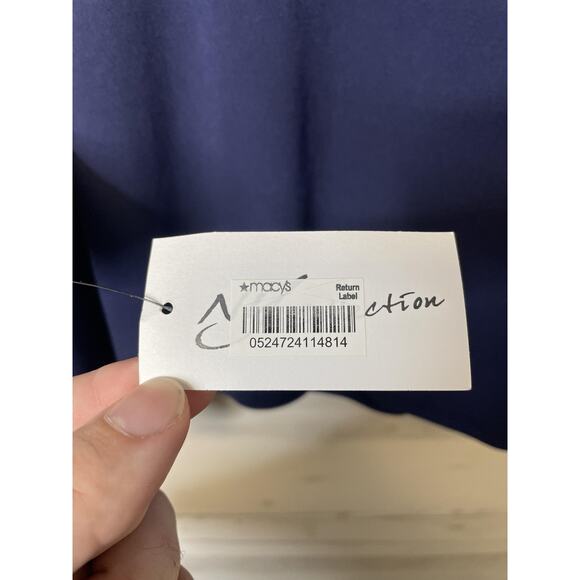 ★macy's Return
Label
ction
0524724114814